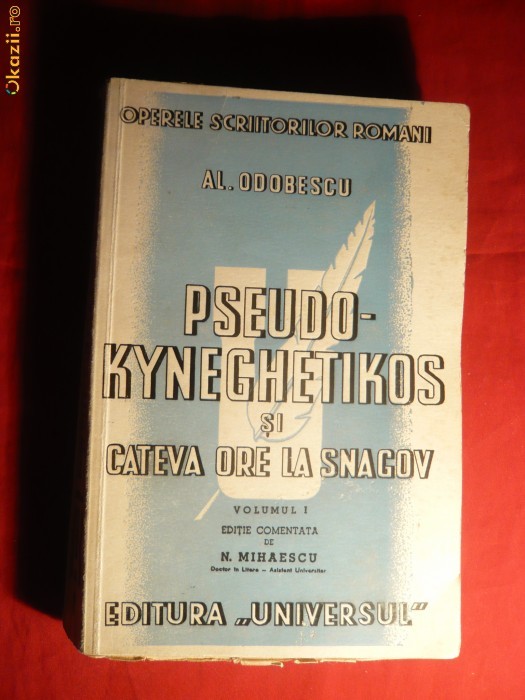 Okazii.ro
OPERELE SCRIITORILOR ROMÂNI
AL. ODOBESCU
PSEUDO-
KYNEGHETIKOS
ȘI
CATEVA ORE LA SNAGOV
VOLUMUL I
EDIȚIE COMENTATA
DE
N. MIHAESCU
Doctor în Litere – Asistent Universitar
EDITURA „UNIVERSUL"